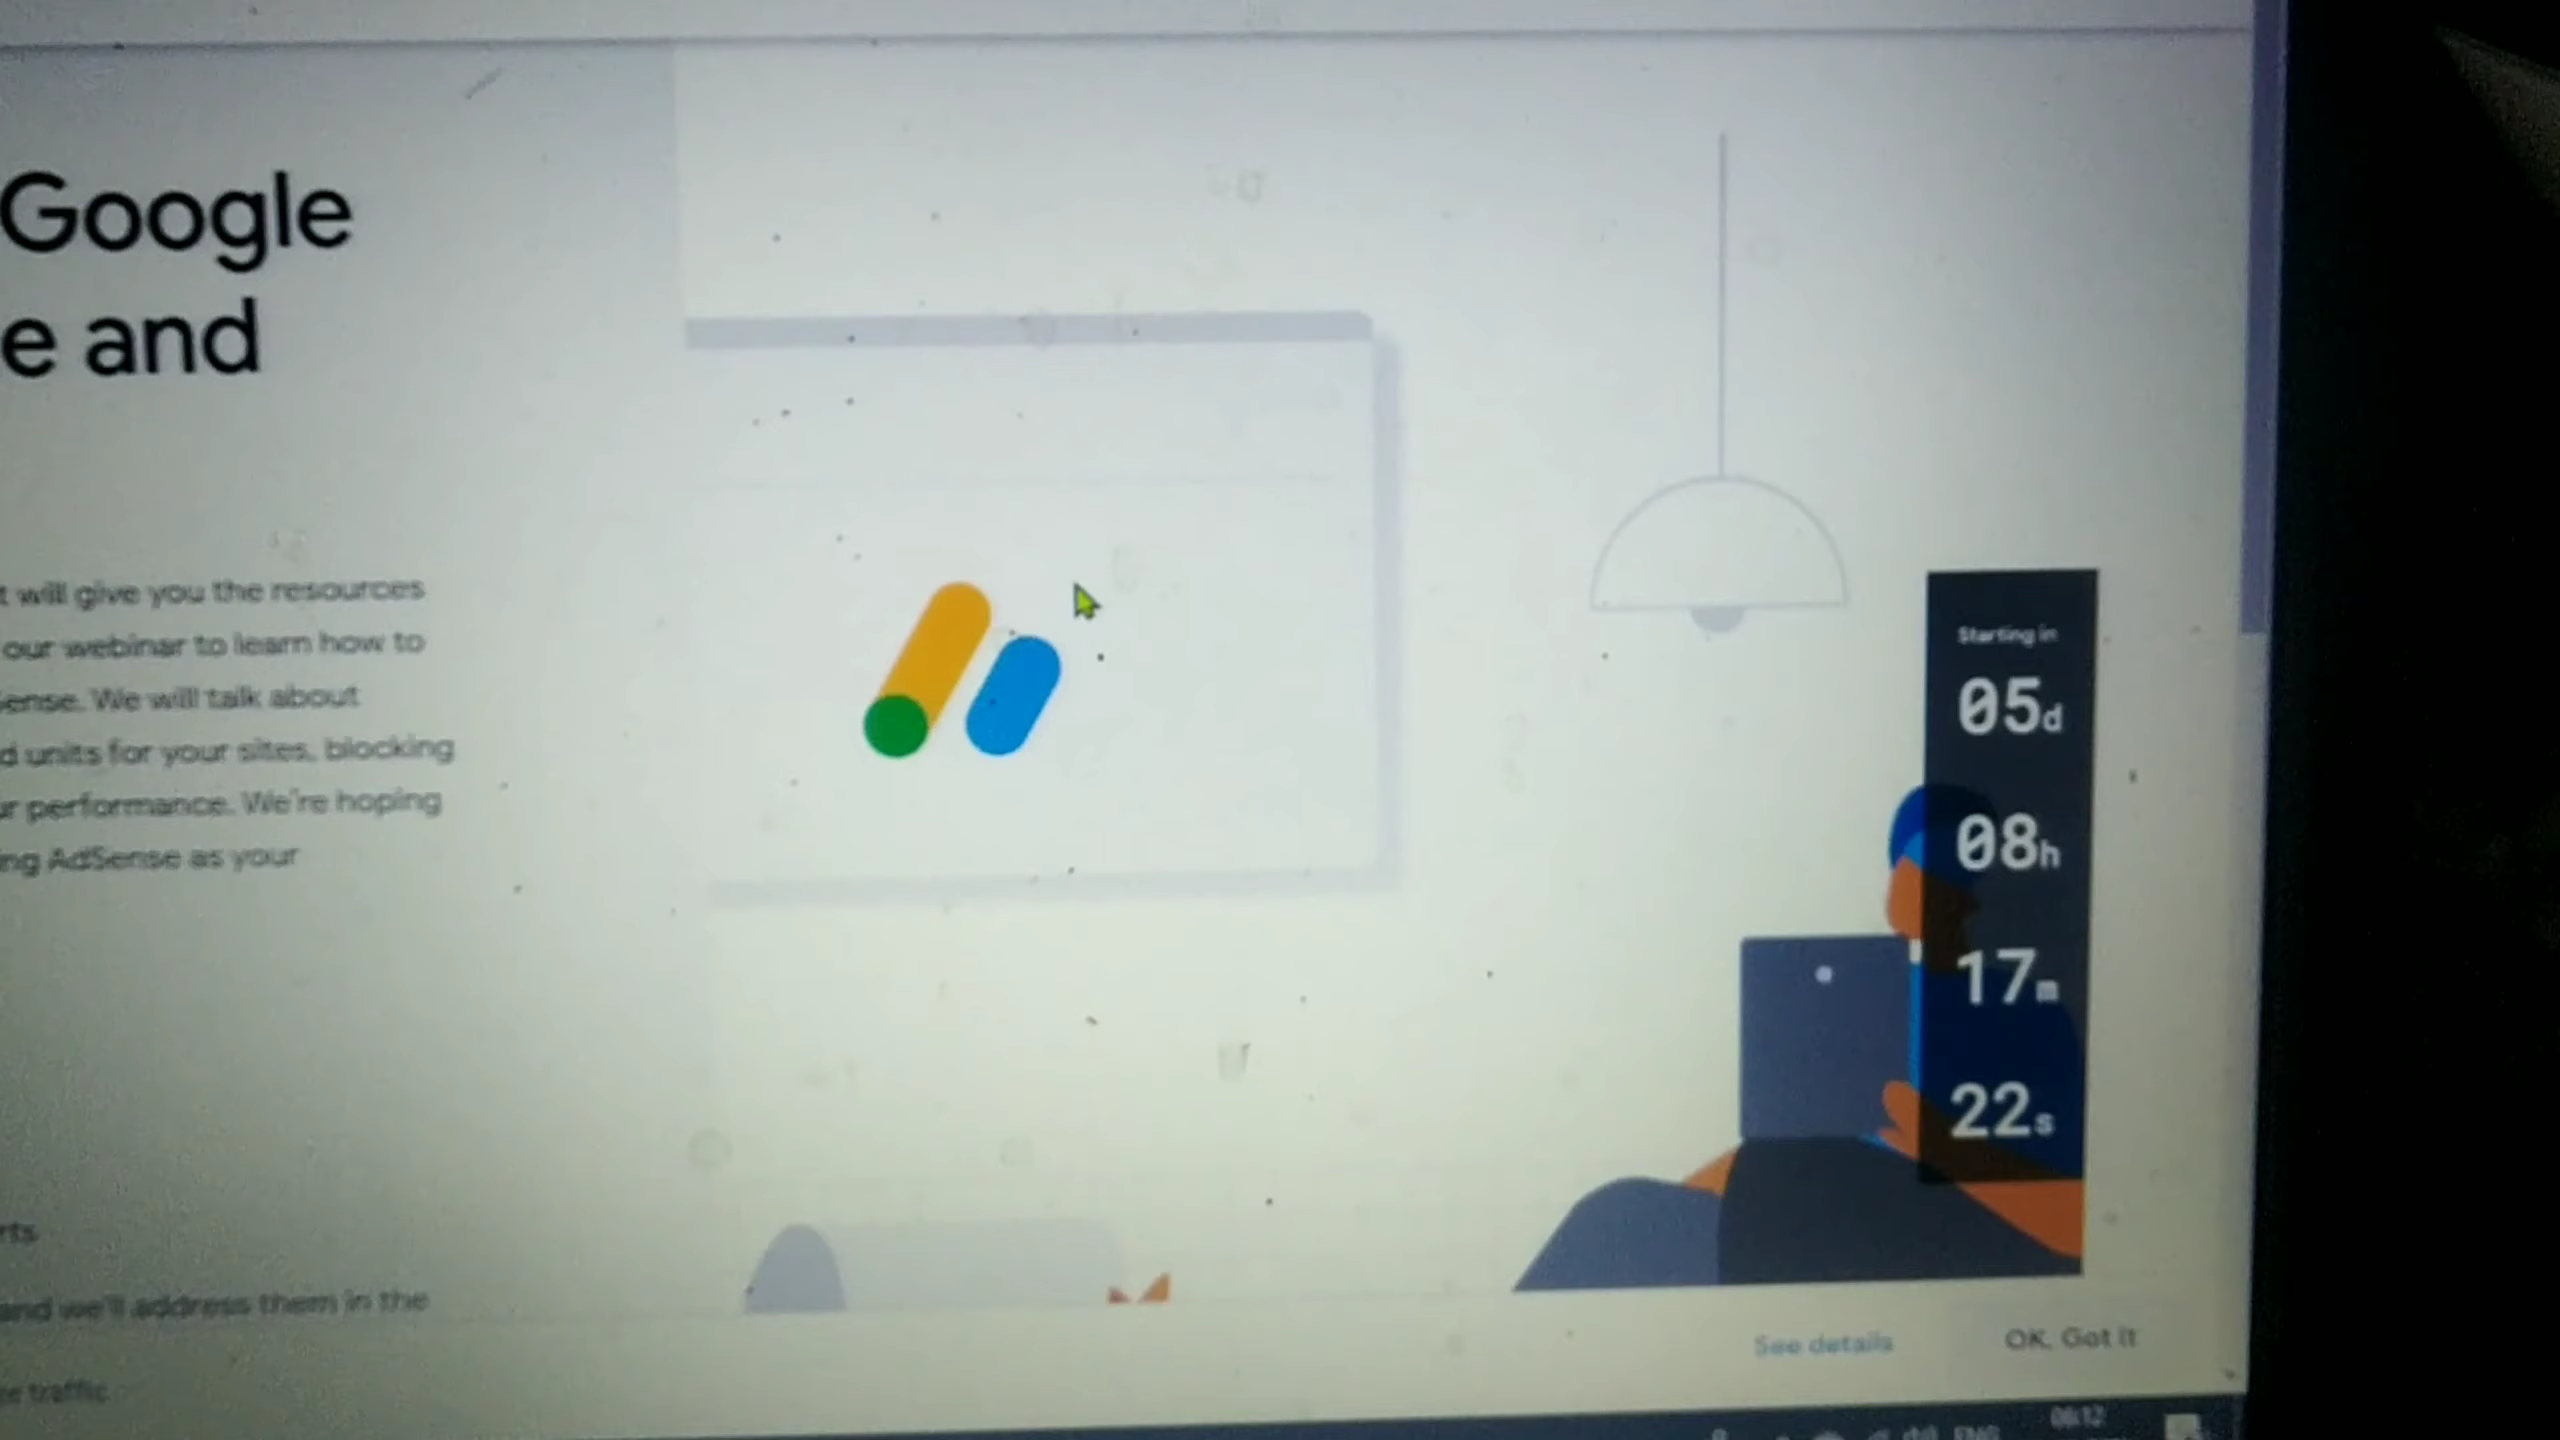 Google
e and
t will give you the resources
our webinar to learn how to
ense. We will talk about
d units for your sites, blocking
r performance. We're hoping
ng AdSense as your
rts
and we'll address them in the
traffic
Starting in
05d
08h
17m
22s
See details
OK, Got it
ENG